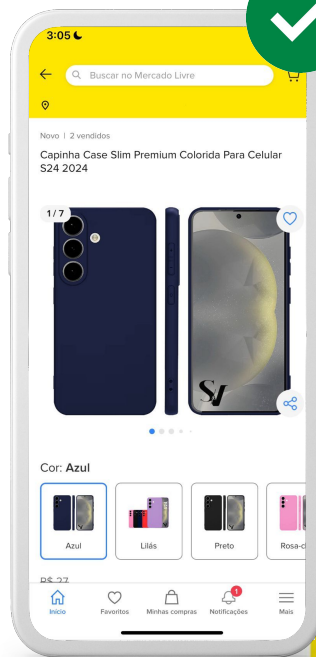 3:05
Buscar no Mercado Livre
Novo | 2 vendidos
Capinha Case Slim Premium Colorida Para Celular
S24 2024
1/7
Cor: Azul
Azul
Lilás
Preto
Rosa-c
R$ 27
1
Início
Favoritos
Minhas compras
Notificações
Mais